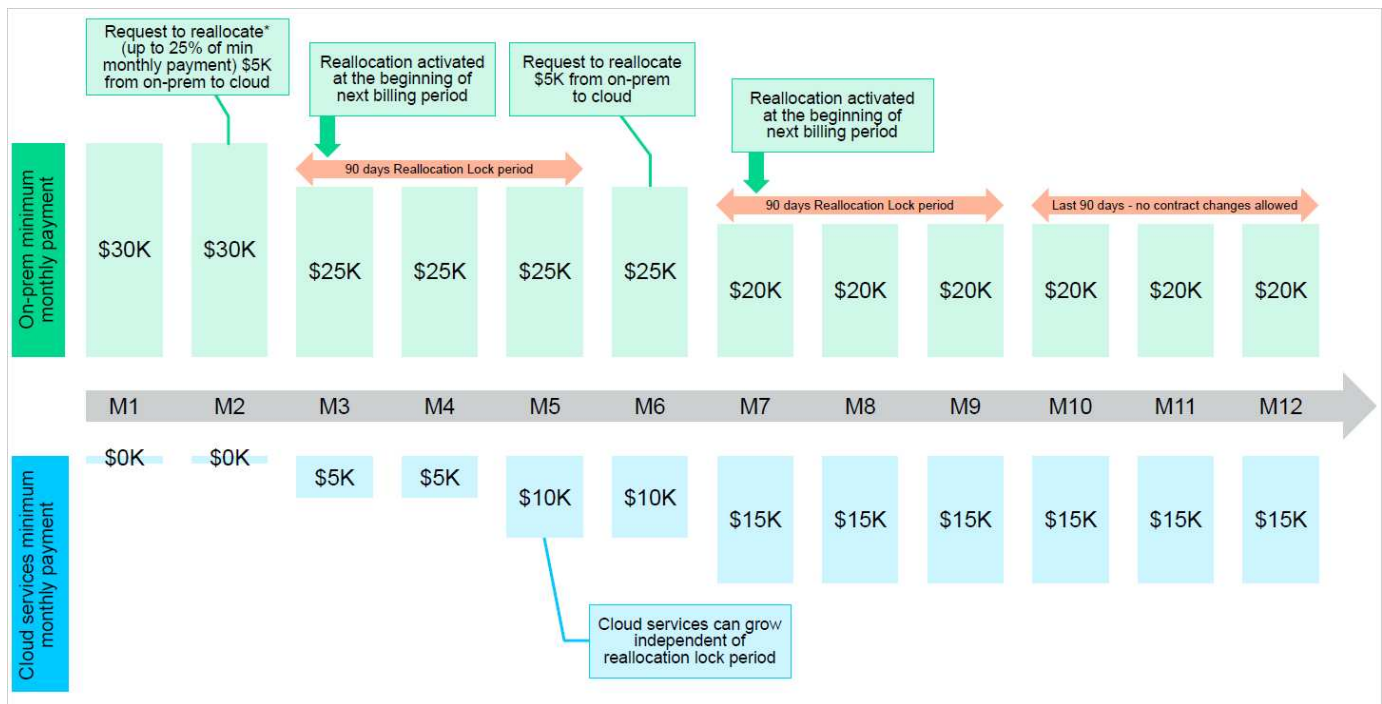 Request to reallocate*
(up to 25% of min
monthly payment) $5K
from on-prem to cloud
Reallocation activated
at the beginning of
next billing period
Request to reallocate
$5K from on-prem
to cloud
Reallocation activated
at the beginning of
next billing period
On-prem minimum
monthly payment
90 days Reallocation Lock period
90 days Reallocation Lock period
Last 90 days - no contract changes allowed
$30K
$30K
$25K
$25K
$25K
$25K
$20K
$20K
$20K
$20K
$20K
$20K
M1
M2
M3
M4
M5
M6
M7
M8
M9
M10
M11
M12
Cloud services minimum
monthly payment
$0K
$0K
$5K
$5K
$10K
$10K
$15K
$15K
$15K
$15K
$15K
$15K
Cloud services can grow
independent of
reallocation lock period